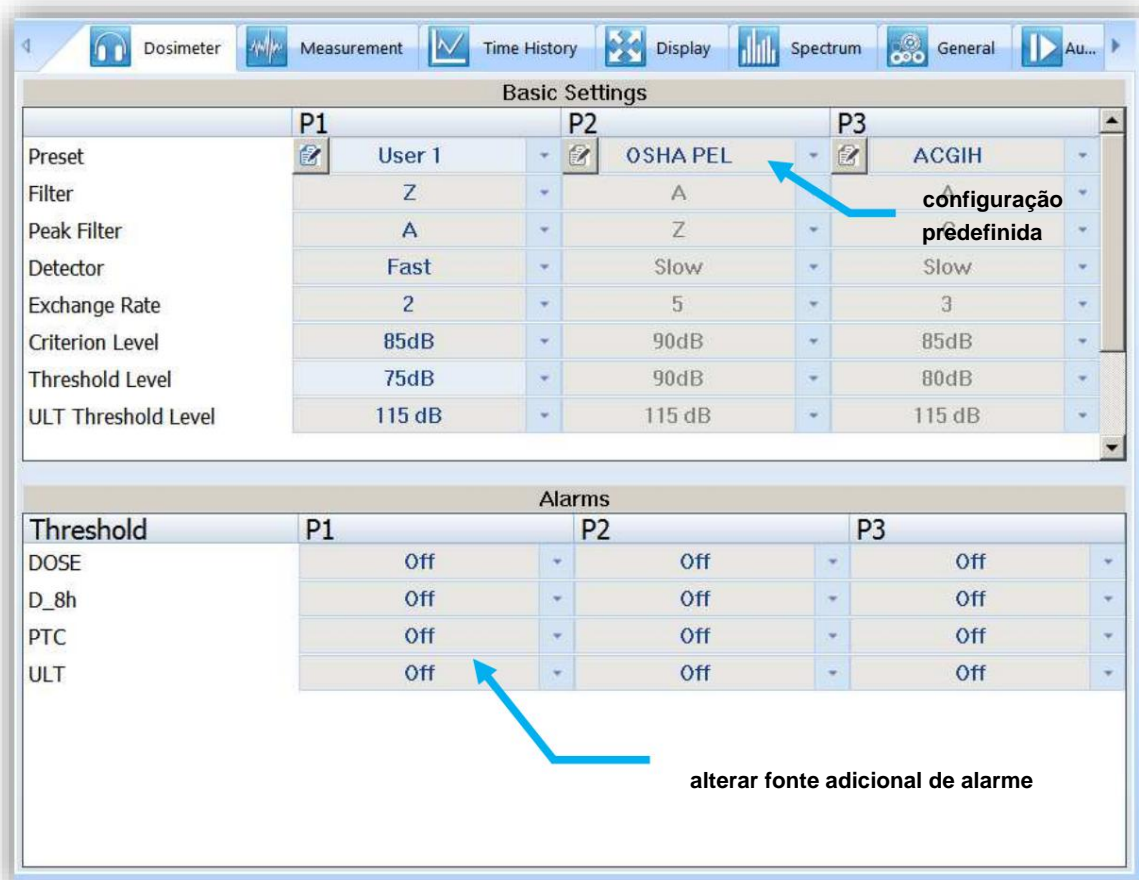 Dosimeter Measurement Time History Display Spectrum General Au...
Basic Settings
P1 P2 P3
Preset User 1 OSHA PEL ACGIH
Filter Z A
Peak Filter A Z
Detector Fast Slow Slow
Exchange Rate 2 5 3
Criterion Level 85dB 90dB 85dB
Threshold Level 75dB 90dB 80dB
ULT Threshold Level 115 dB 115 dB 115 dB
configuração
predefinida
Alarms
Threshold P1 P2 P3
DOSE Off Off Off
D_8h Off Off Off
PTC Off Off Off
ULT Off Off Off
alterar fonte adicional de alarme